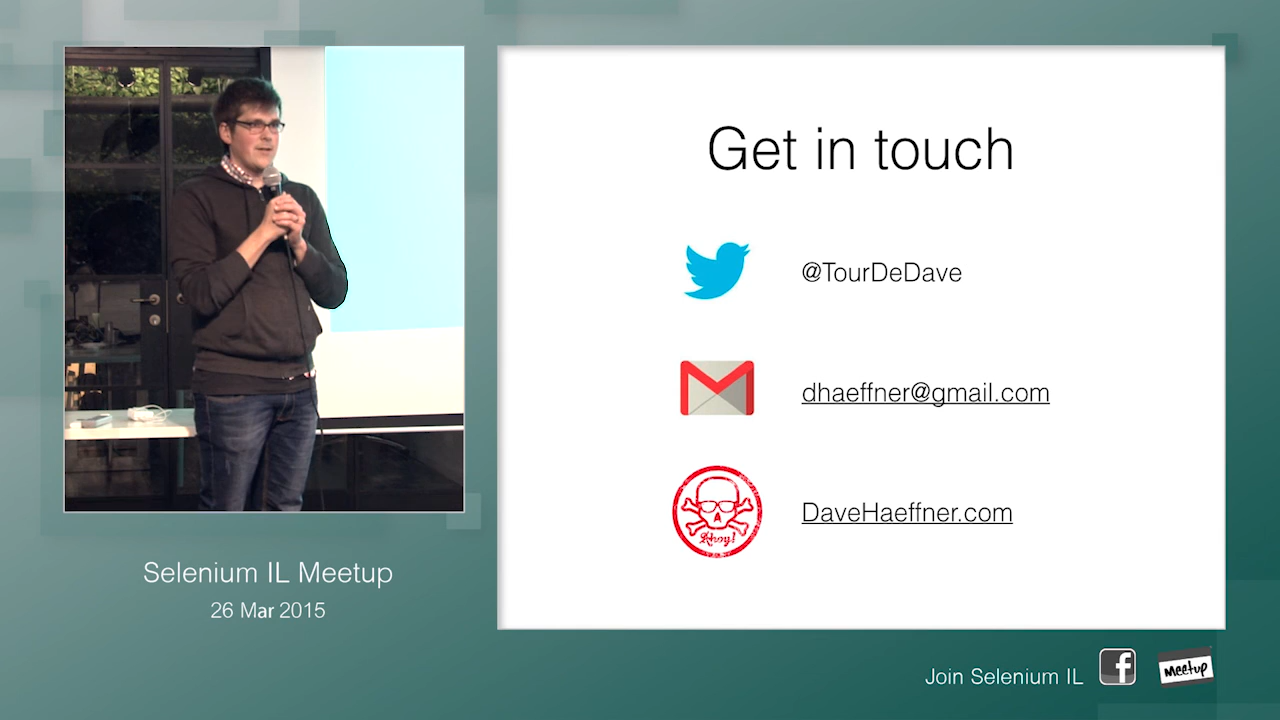 Get in touch
@TourDeDave
dhaeffner@gmail.com
Ahoy!
DaveHaeffner.com
Selenium IL Meetup
26 Mar 2015
Join Selenium IL
f
Meetup